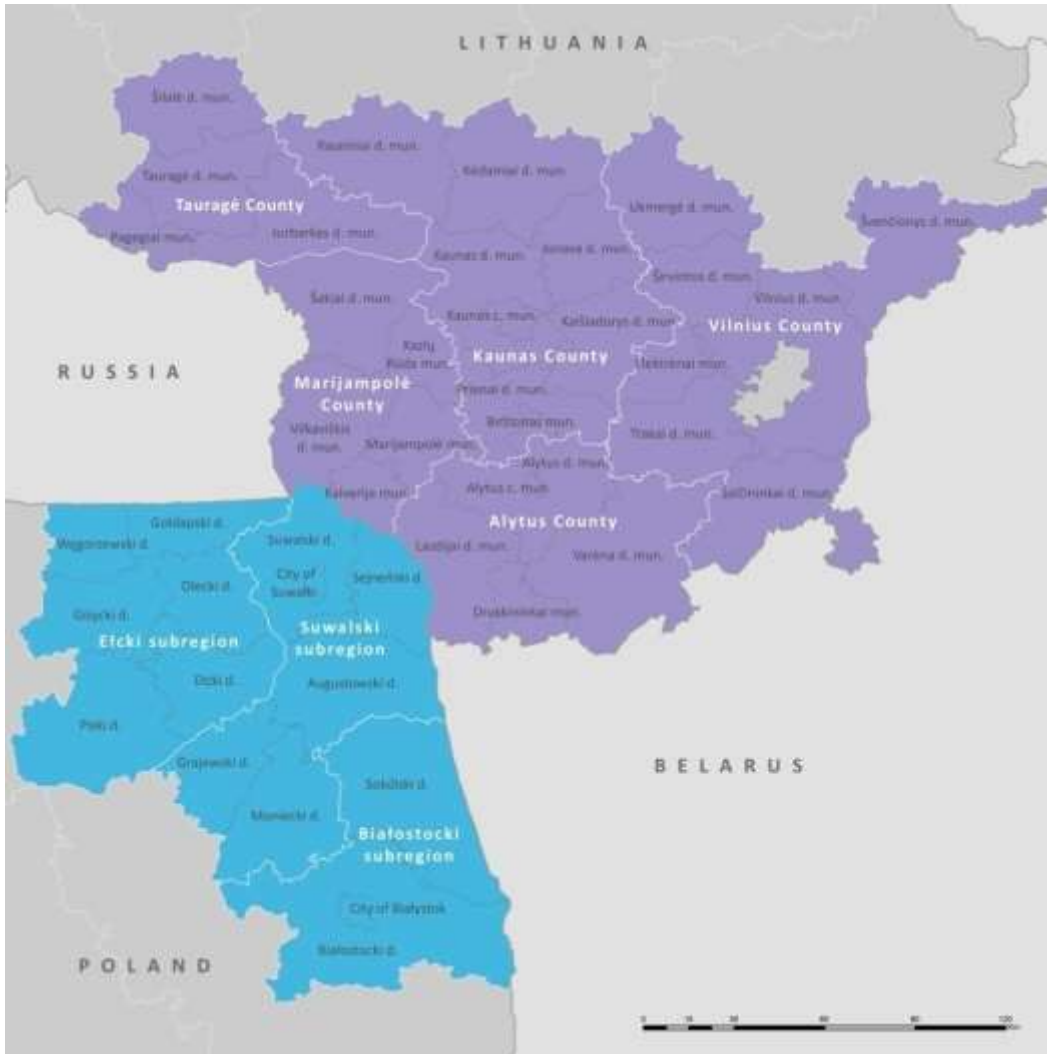 LITHUANIA
Šilalė d. mun.
Raseiniai d. mun.
Kėdainiai d. mun.
Tauragė d. mun.
Tauragė County
Ukmergė d. mun.
Švenčionys d. mun.
Pagėgiai mun.
Jurbarkas d. mun.
Kaunas d. mun.
Jonava d. mun.
Širvintos d. mun.
Vilnius d. mun.
Šakiai d. mun.
Kaunas c. mun.
Kaišiadorys d. mun.
Vilnius County
Kazlų
Rūda mun.
Kaunas County
Elektrėnai mun.
RUSSIA
Marijampolė
County
Prienai d. mun.
Birštonas mun.
Vilkaviškis
d. mun.
Marijampolė mun.
Trakai d. mun.
Alytus d. mun.
Kalvarija mun.
Alytus c. mun.
d. mun.
Alytus County
Gołdapski d.
Węgorzewski d.
Suwalski d.
Lazdijai d. mun.
Varėna d. mun.
City of
Suwałki
Sejneński d.
Olecki d.
Giżycki d.
Druskininkai mun.
Ełcki subregion
Suwalski
subregion
Ełcki d.
Augustowski d.
Piski d.
Grajewski d.
BELARUS
Sokólski d.
Moniecki d.
Białostocki
subregion
City of Białystok
Białostocki d.
POLAND